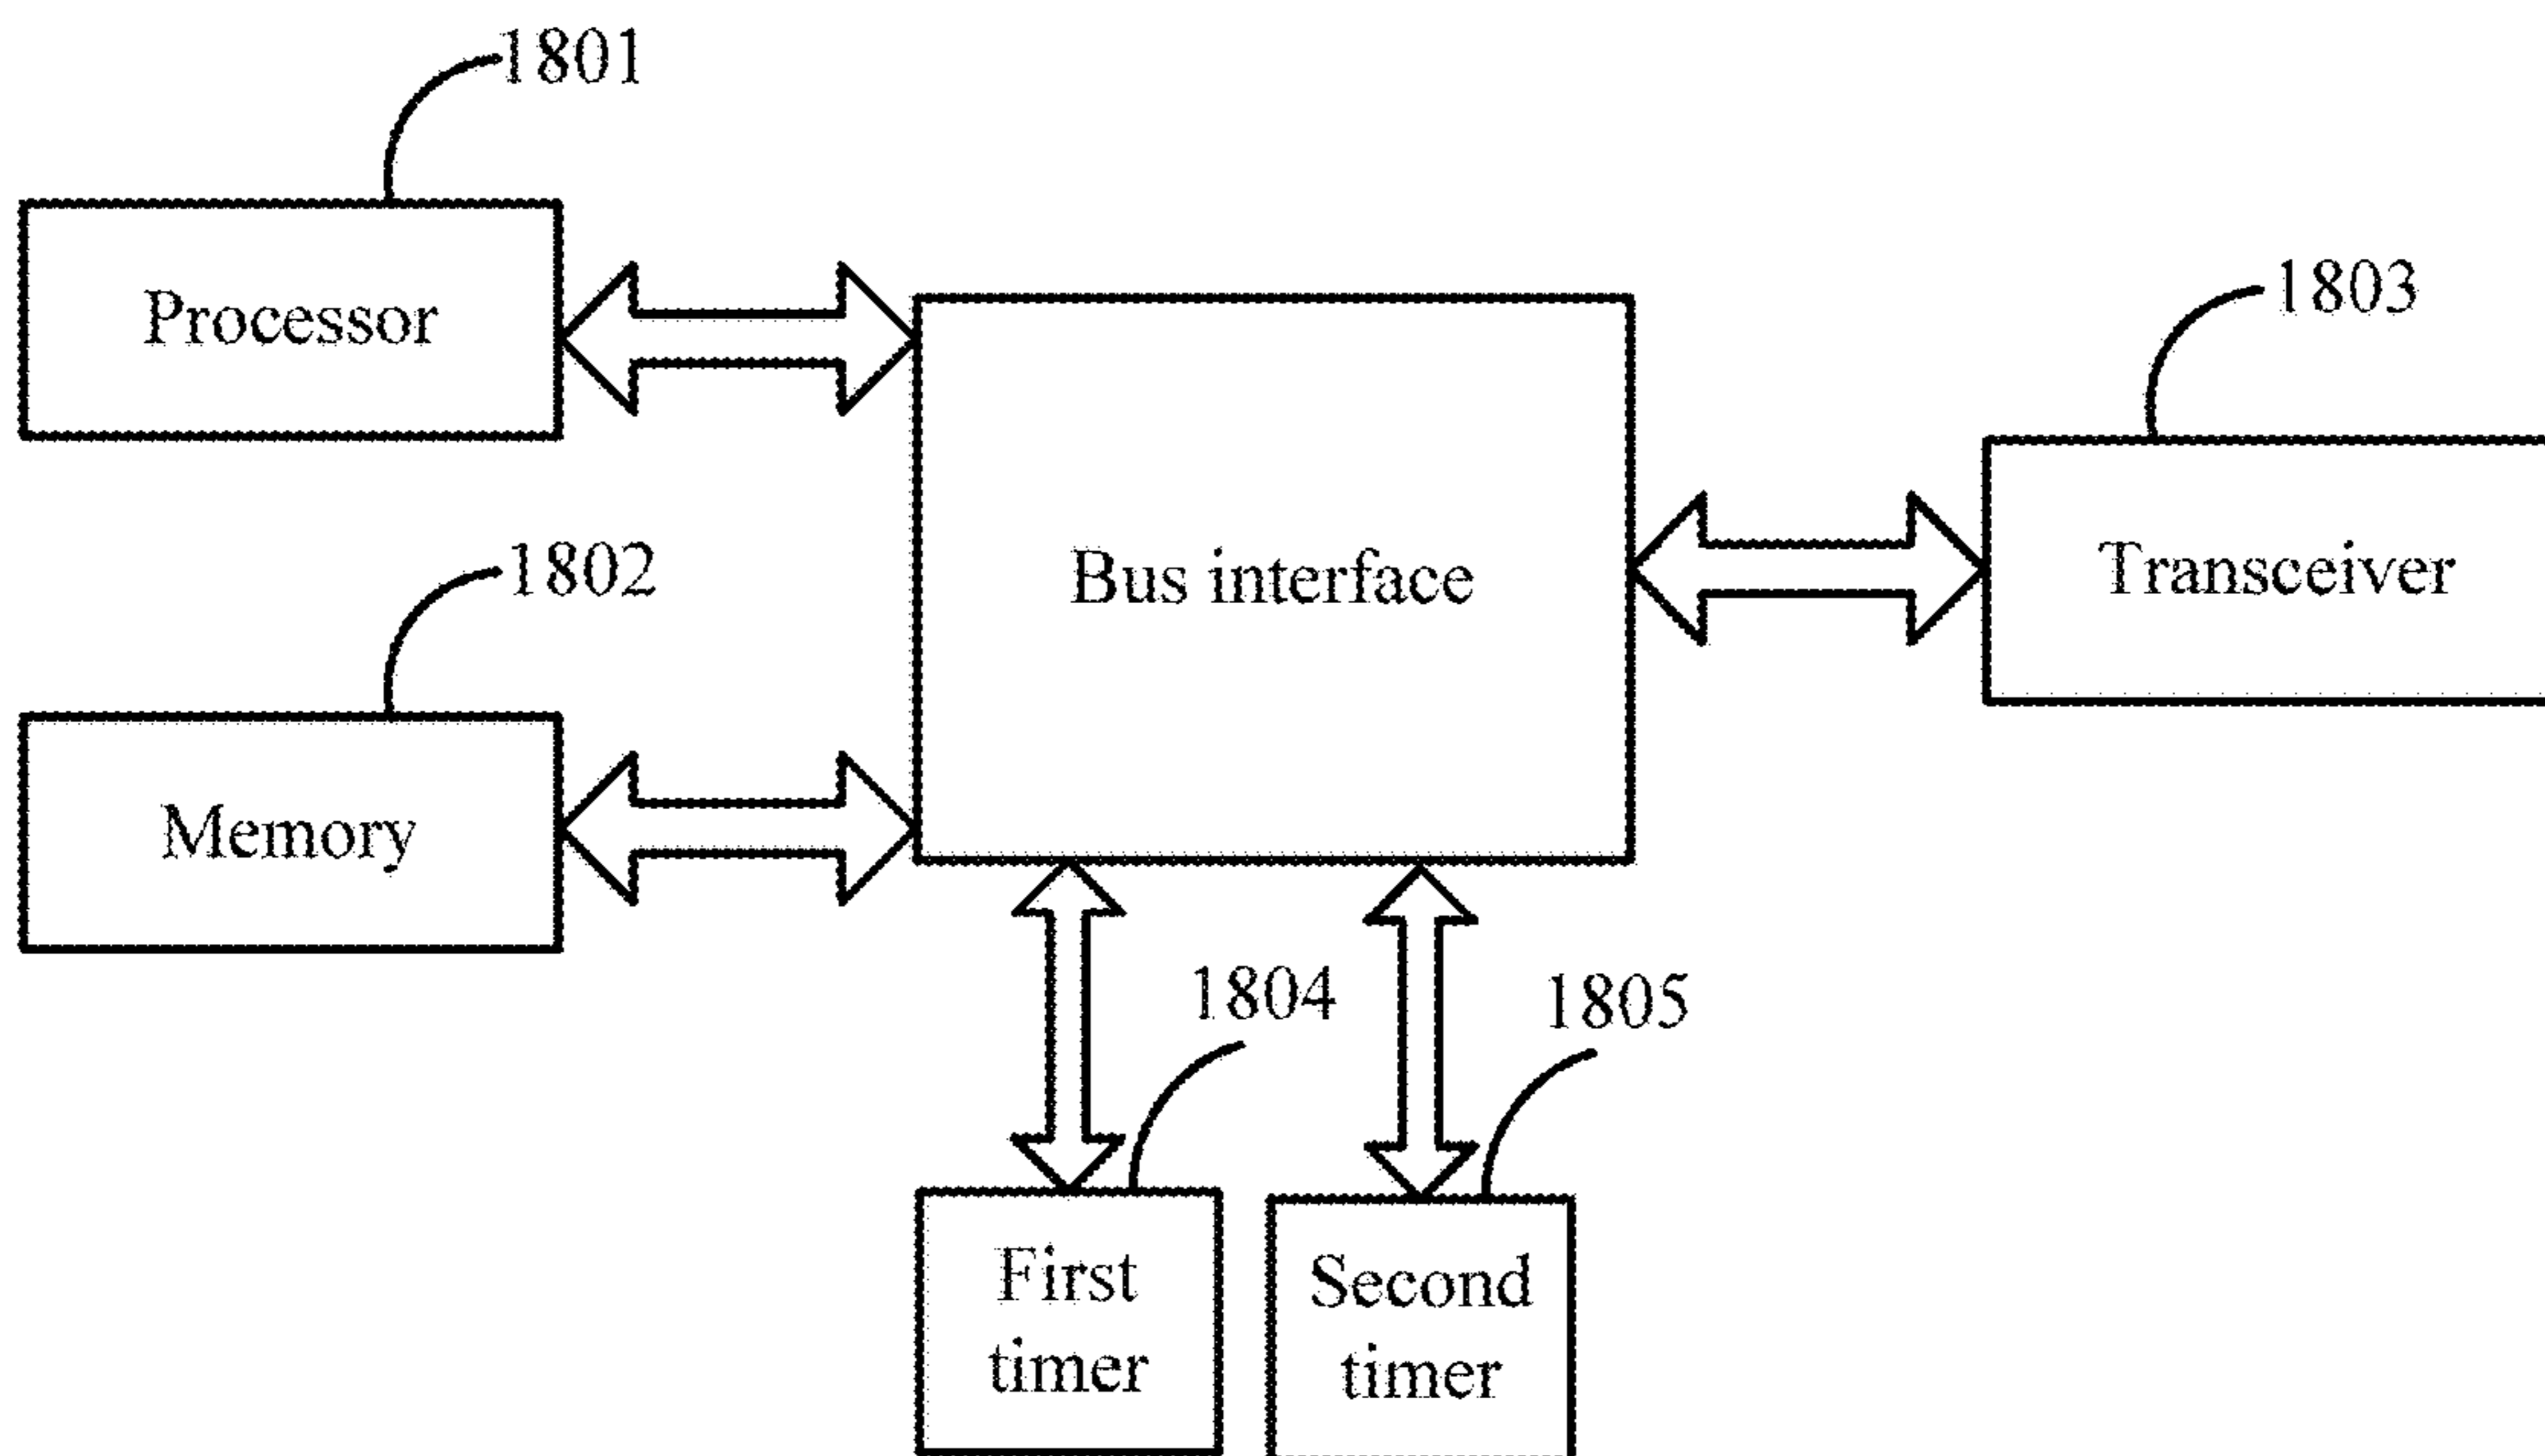 1801
Processor
1803
Bus interface
Transceiver
1802
Memory
1804
1805
First
timer
Second
timer